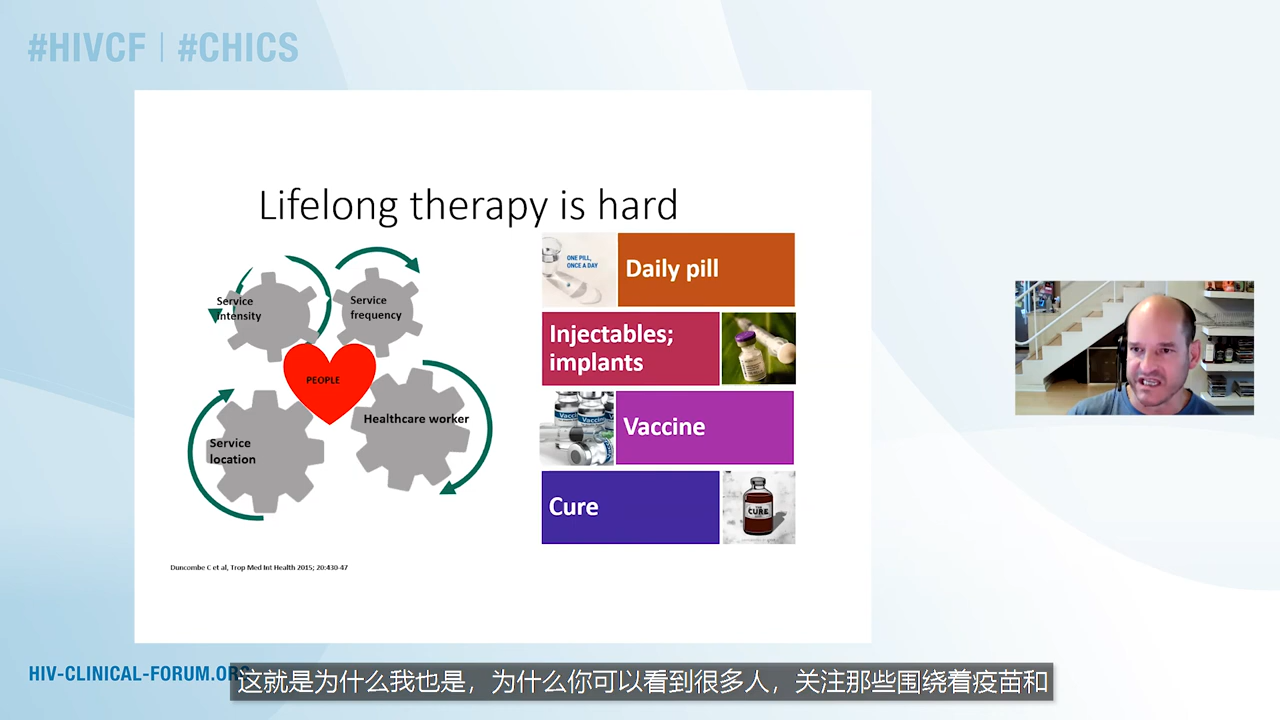 #HIVCF | #CHICS
Lifelong therapy is hard
Service
intensity
Service
frequency
PEOPLE
Service
location
Healthcare worker
ONE PILL,
ONCE A DAY
Daily pill
Injectables;
implants
Vaccine
Vaccine
Cure
CURE
Duncombe C et al, Trop Med Int Health 2015; 20:430-47
HIV-CLINICAL-FORUM.ORG
这就是为什么我也是，为什么你可以看到很多人，关注那些围绕着疫苗和